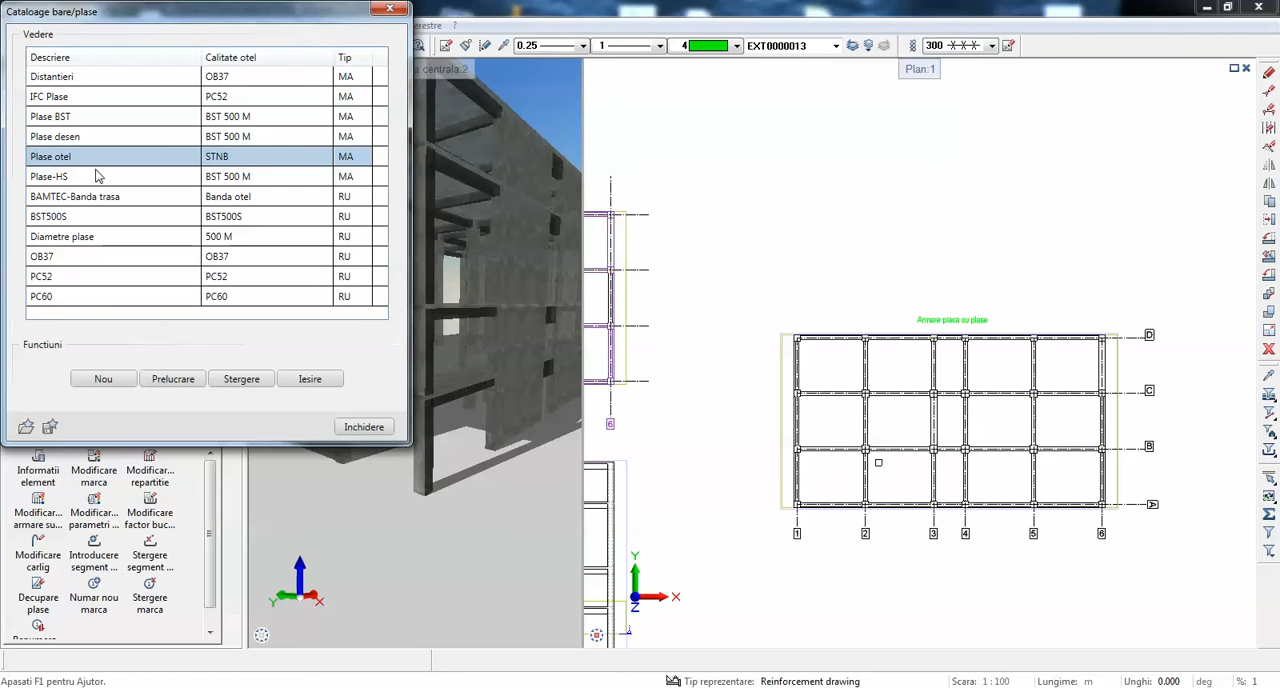 Cataloage bare/plase
Vedere
Descriere Calitate otel Tip
Distantieri OB37 MA
IFC Plase PC52 MA
Plase BST BST 500 M MA
Plase desen BST 500 M MA
Plase otel STNB MA
Plase-HS BST 500 M MA
BAMTEC-Banda trasa Banda otel RU
BST500S BST500S RU
Diametre plase 500 M RU
OB37 OB37 RU
PC52 PC52 RU
PC60 PC60 RU
Functiuni
Nou Prelucrare Stergere Iesire
Inchidere
erestre ?
0.25 1 4 EXT0000013 300
a centrala:2
Plan:1
Informatii element
Modificare marca
Modificar... repartitie
Modificar... armare su...
Modificar... parametri ...
Modificare factor buc...
Modificare carlig
Introducere segment ...
Stergere segment ...
Decupare plase
Numar nou marca
Stergere marca
Armare placa cu plase
D
C
B
A
1 2 3 4 5 6
6
Y
X
Y
X
Z
Apasati F1 pentru Ajutor.
Tip reprezentare: Reinforcement drawing Scara: 1 : 100 Lungime: m Unghi: 0.000 deg %: 1